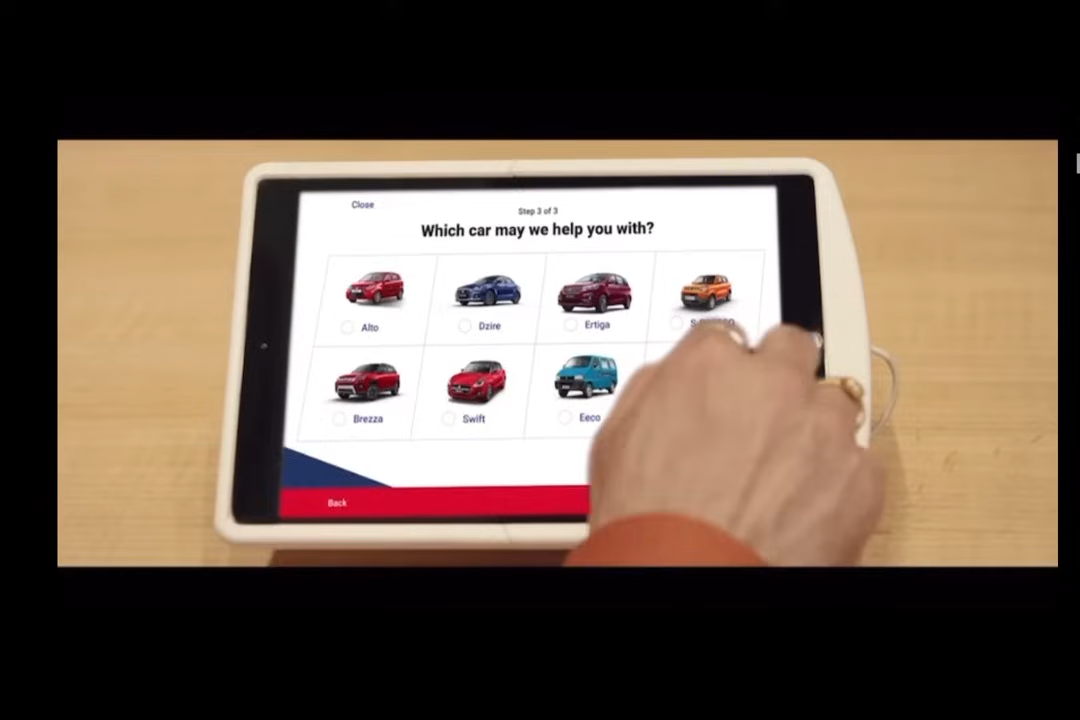 Close
Step 3 of 3
Which car may we help you with?
Alto
Dzire
Ertiga
Brezza
Swift
Eeco
Back